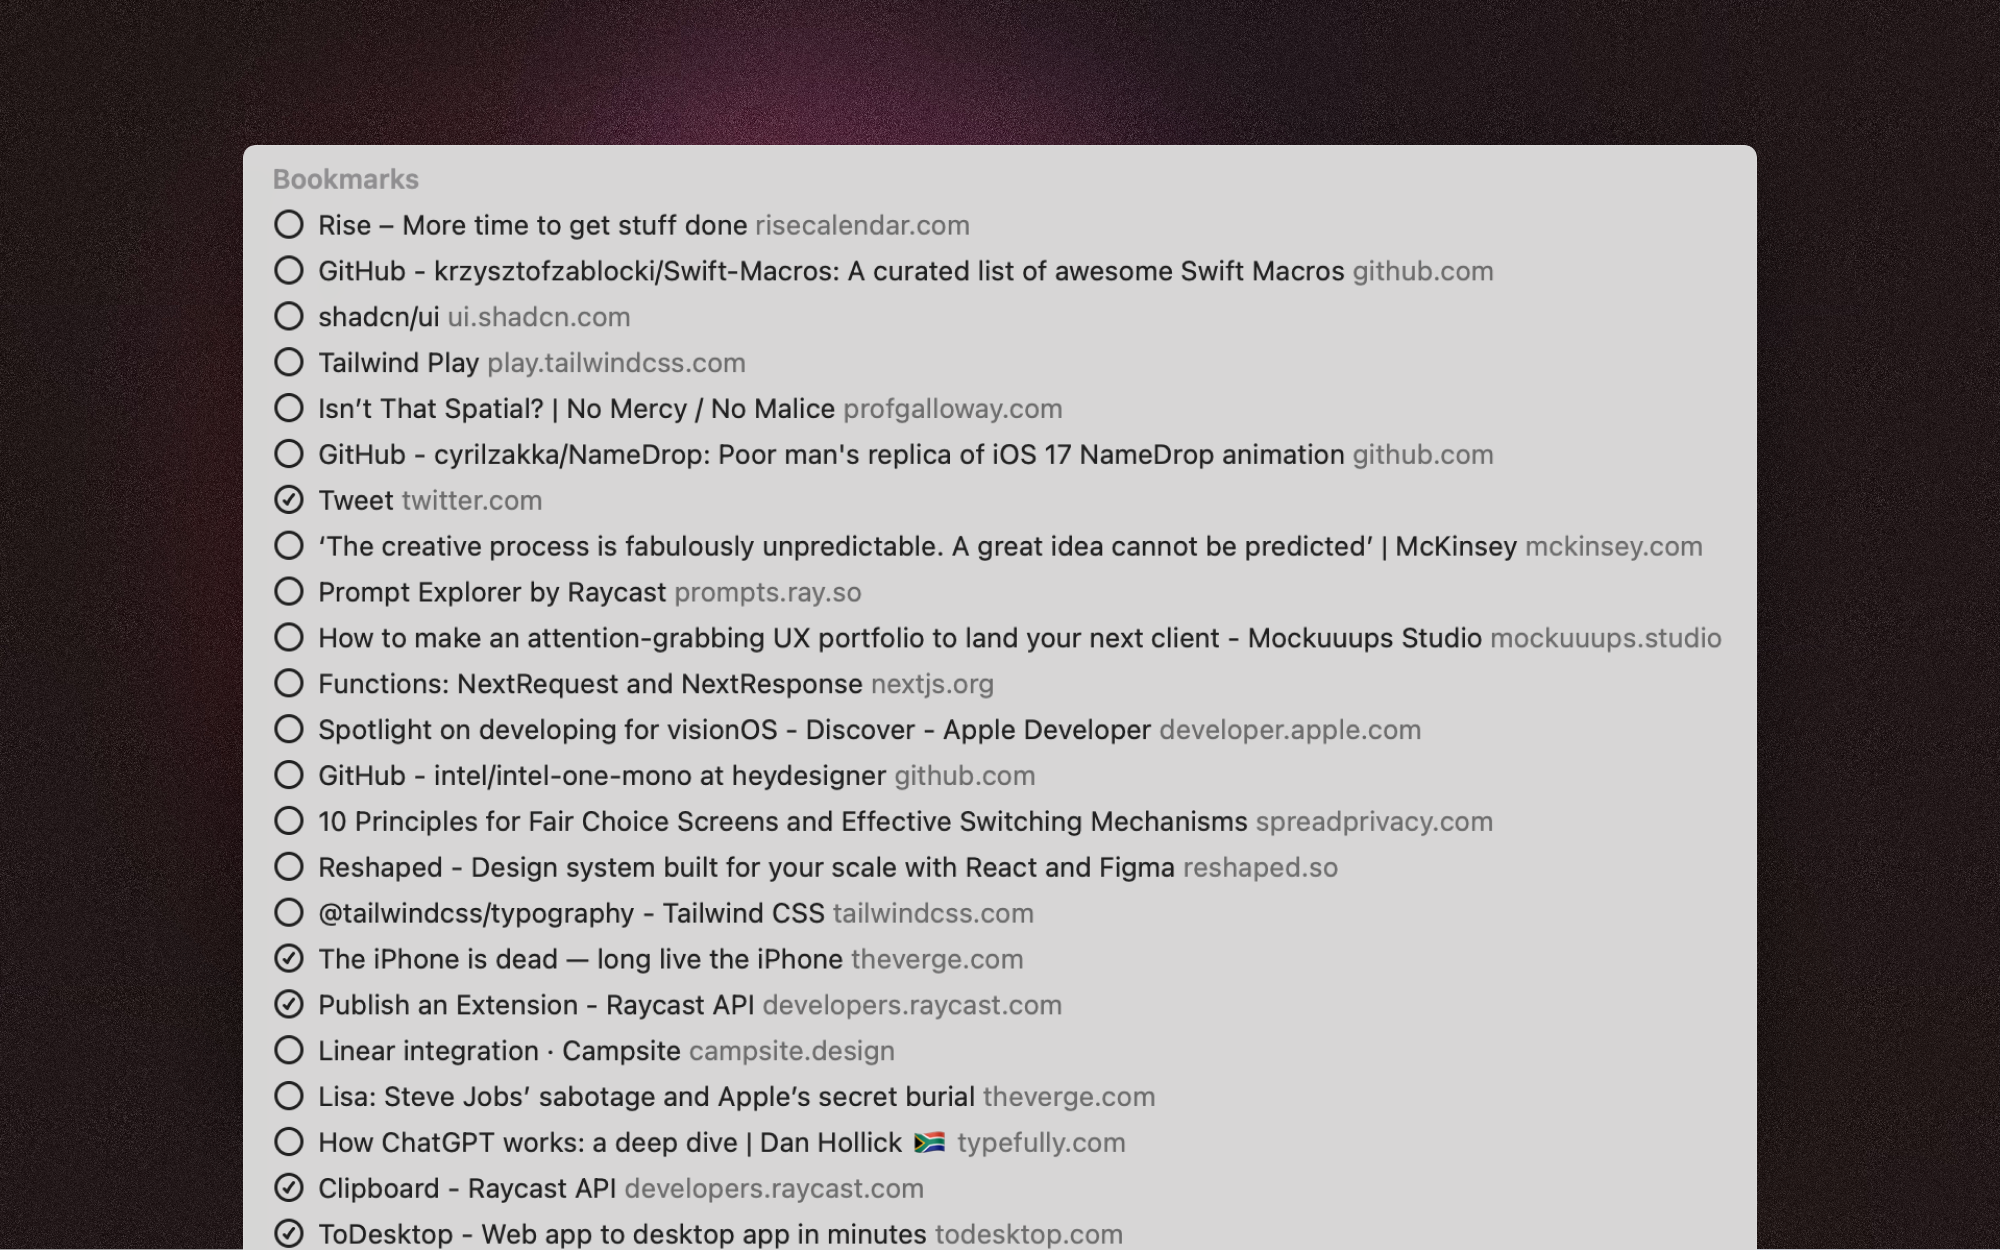 Bookmarks
Rise – More time to get stuff done risecalendar.com
GitHub - krzysztofzablocki/Swift-Macros: A curated list of awesome Swift Macros github.com
shadcn/ui ui.shadcn.com
Tailwind Play play.tailwindcss.com
Isn’t That Spatial? | No Mercy / No Malice profgalloway.com
GitHub - cyrilzakka/NameDrop: Poor man's replica of iOS 17 NameDrop animation github.com
Tweet twitter.com
‘The creative process is fabulously unpredictable. A great idea cannot be predicted’ | McKinsey mckinsey.com
Prompt Explorer by Raycast prompts.ray.so
How to make an attention-grabbing UX portfolio to land your next client - Mockuuups Studio mockuuups.studio
Functions: NextRequest and NextResponse nextjs.org
Spotlight on developing for visionOS - Discover - Apple Developer developer.apple.com
GitHub - intel/intel-one-mono at heydesigner github.com
10 Principles for Fair Choice Screens and Effective Switching Mechanisms spreadprivacy.com
Reshaped - Design system built for your scale with React and Figma reshaped.so
@tailwindcss/typography - Tailwind CSS tailwindcss.com
The iPhone is dead — long live the iPhone theverge.com
Publish an Extension - Raycast API developers.raycast.com
Linear integration · Campsite campsite.design
Lisa: Steve Jobs’ sabotage and Apple’s secret burial theverge.com
How ChatGPT works: a deep dive | Dan Hollick 🇿🇦 typefully.com
Clipboard - Raycast API developers.raycast.com
ToDesktop - Web app to desktop app in minutes todesktop.com